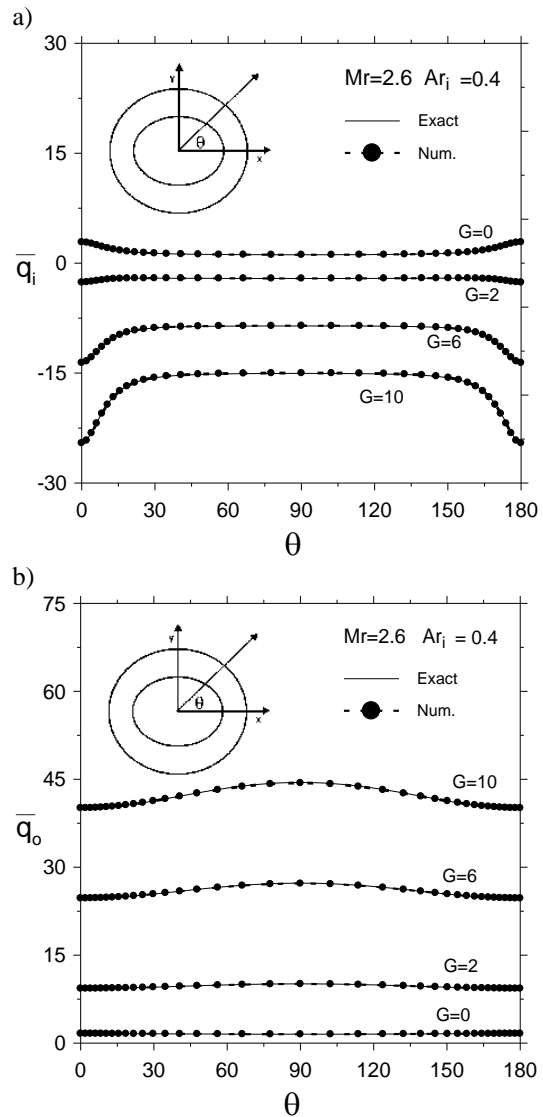 a)
30
Mr=2.6 Ar_i =0.4
Y
θ
x
Exact
Num.
15
G=0
0
q̅_i
G=2
G=6
-15
G=10
-30
0 30 60 90 120 150 180
θ
b)
75
Mr=2.6 Ar_i = 0.4
Y
θ
x
Exact
Num.
60
G=10
45
q̅_o
30
G=6
15
G=2
G=0
0
0 30 60 90 120 150 180
θ